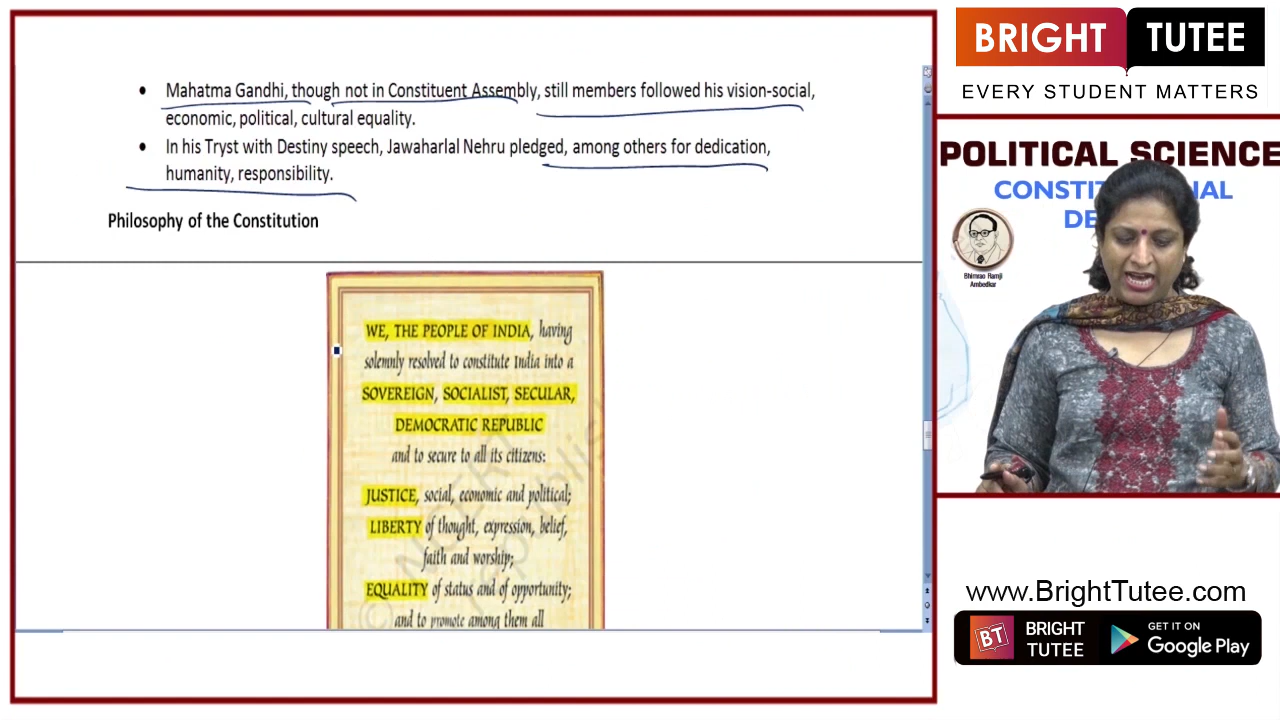 • Mahatma Gandhi, though not in Constituent Assembly, still members followed his vision-social,
economic, political, cultural equality.
• In his Tryst with Destiny speech, Jawaharlal Nehru pledged, among others for dedication,
humanity, responsibility.
Philosophy of the Constitution
WE, THE PEOPLE OF INDIA, having
solemnly resolved to constitute India into a
SOVEREIGN, SOCIALIST, SECULAR,
DEMOCRATIC REPUBLIC
and to secure to all its citizens:
JUSTICE, social, economic and political;
LIBERTY of thought, expression, belief,
faith and worship;
EQUALITY of status and of opportunity;
and to promote among them all
BRIGHT TUTEE
EVERY STUDENT MATTERS
POLITICAL SCIENCE
Bhimrao Ramji
Ambedkar
www.BrightTutee.com
BT
BRIGHT
TUTEE
GET IT ON
Google Play